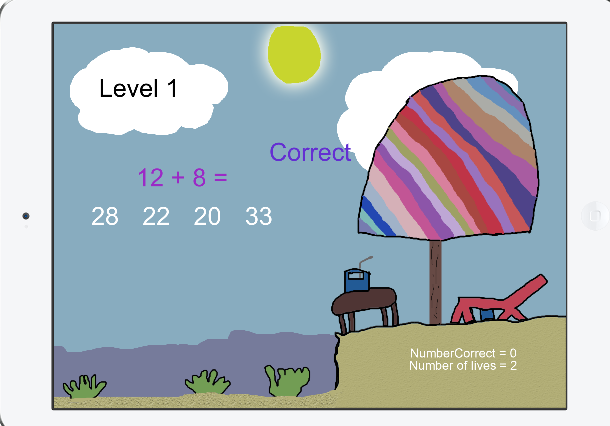 Level 1
Correct
12 + 8 =
28 22 20 33
NumberCorrect = 0
Number of lives = 2